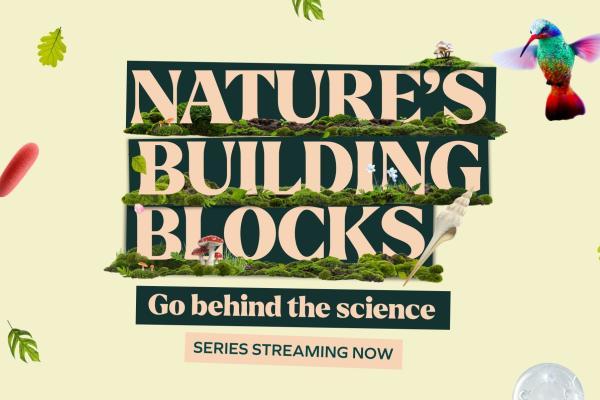 NATURE'S
BUILDING
BLOCKS
Go behind the science
SERIES STREAMING NOW